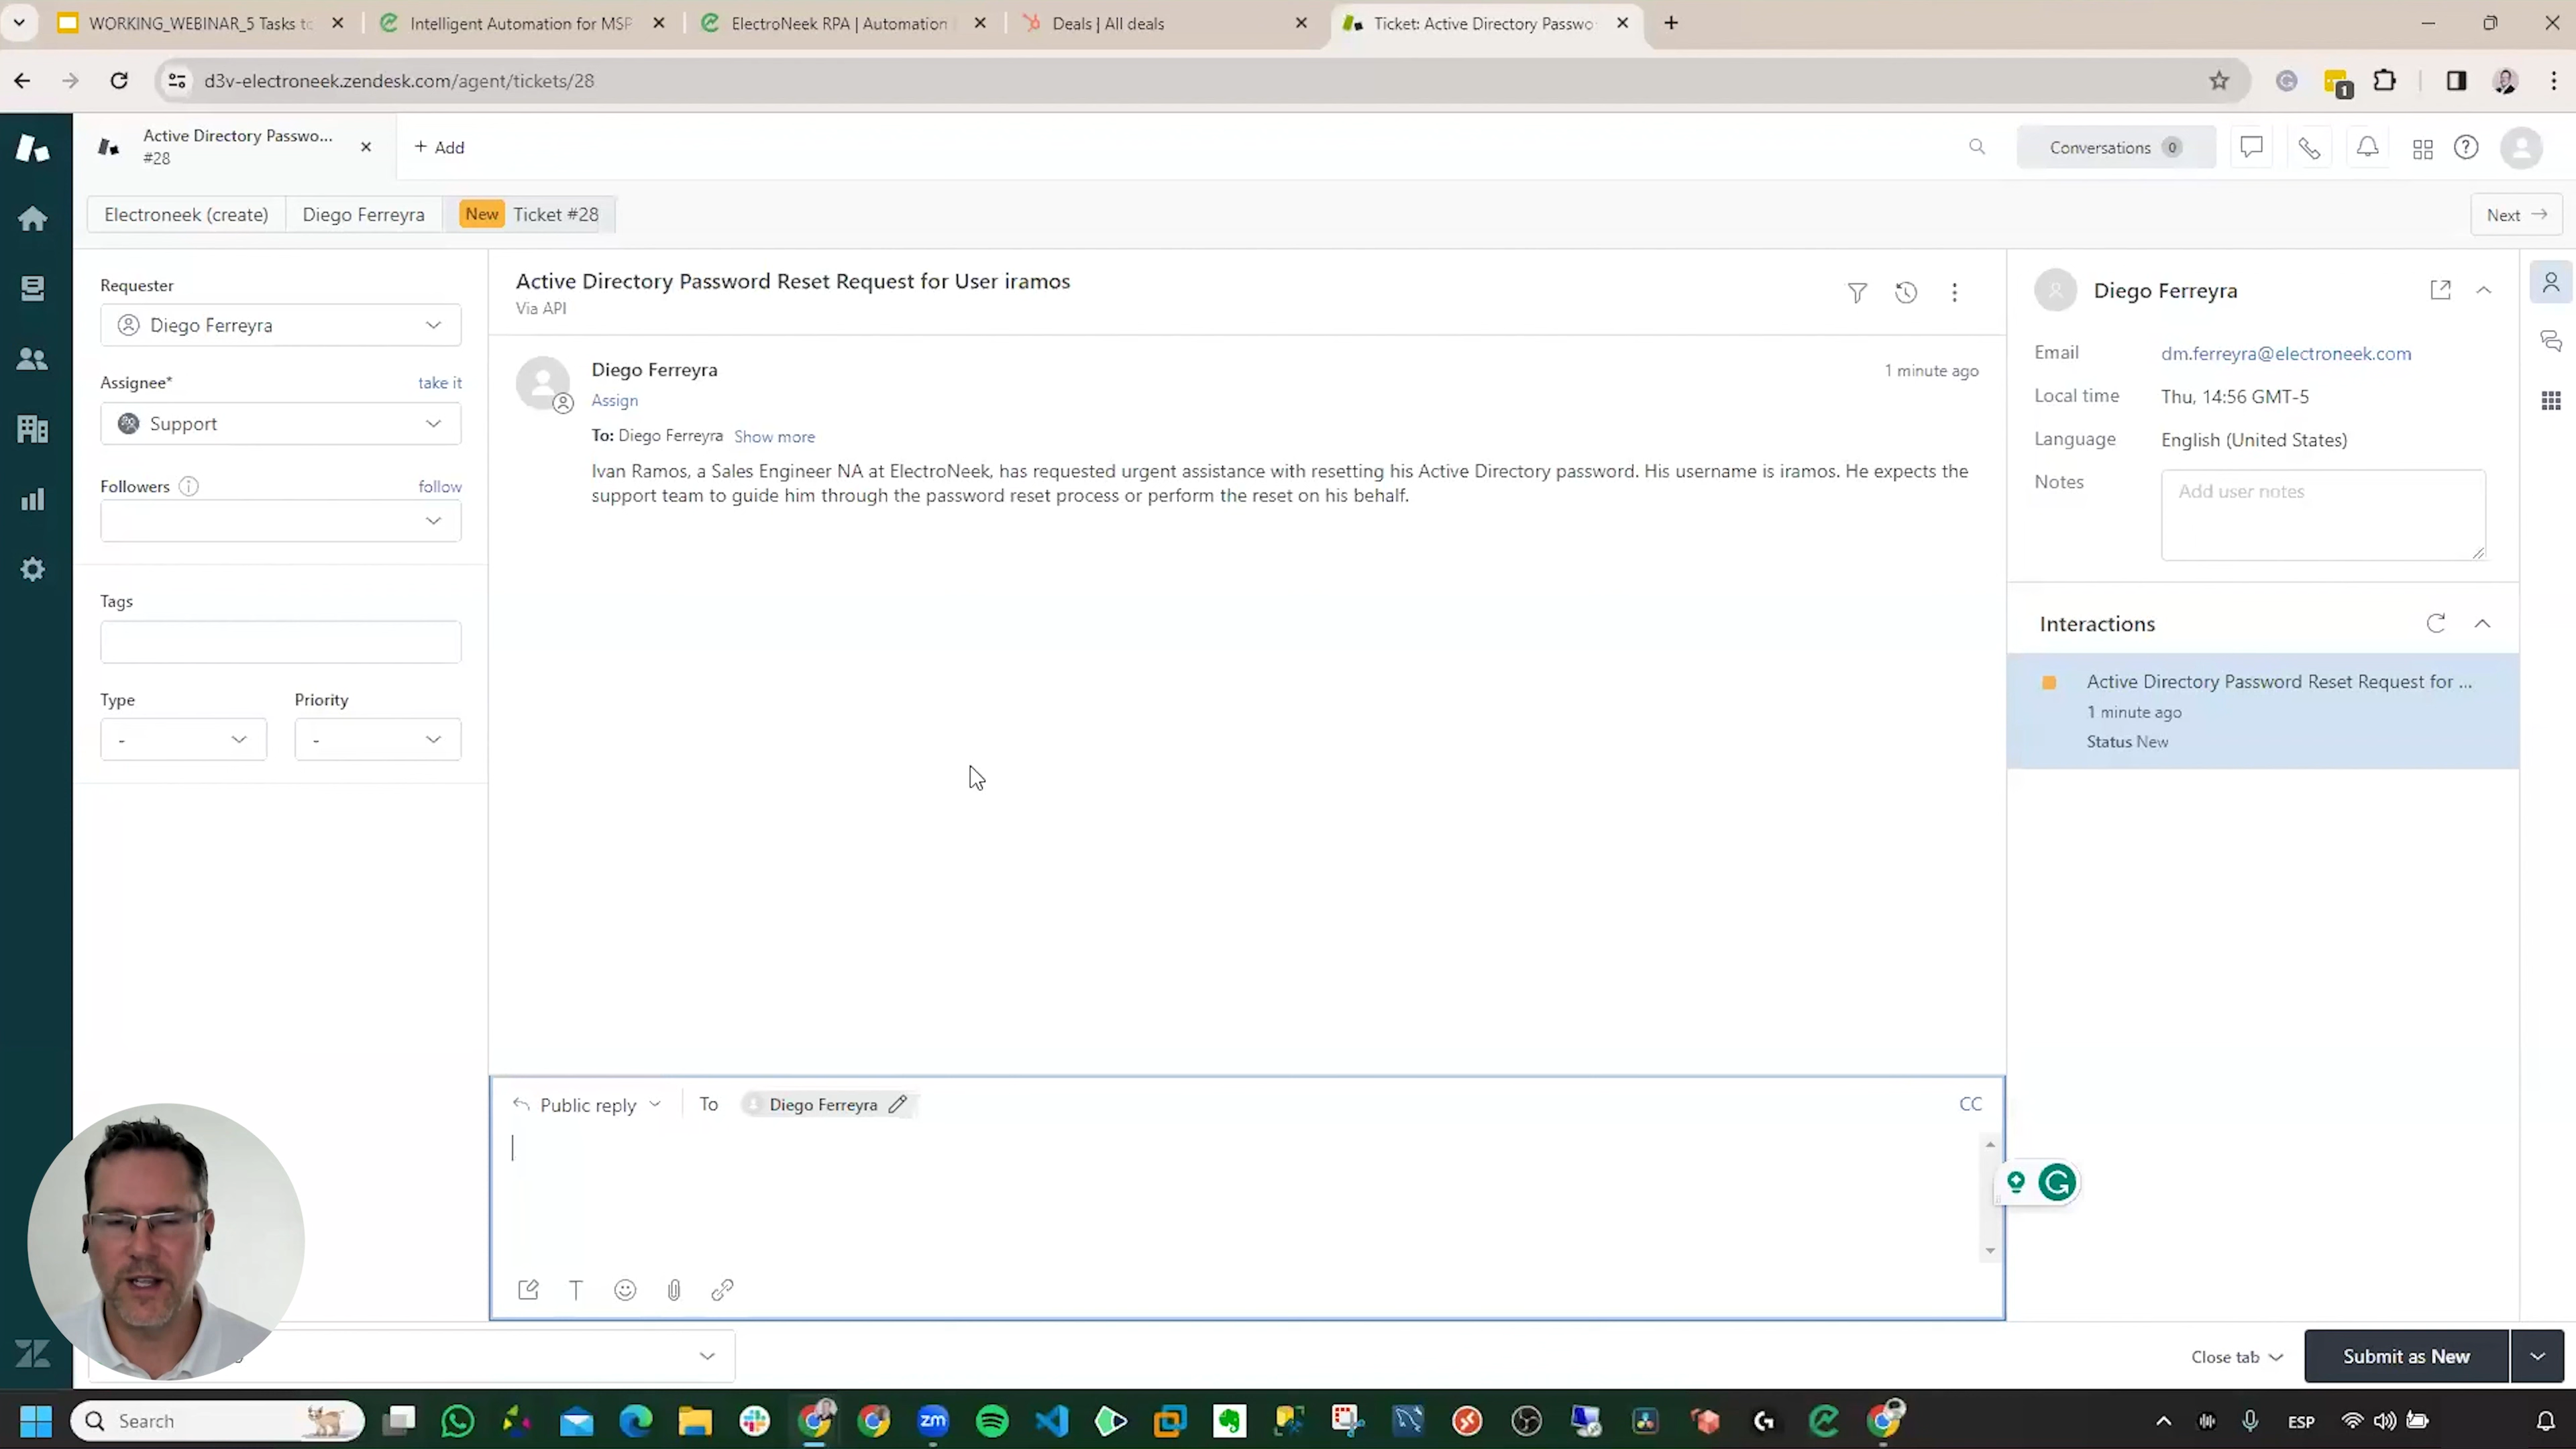 WORKING_WEBINAR_5 Tasks to
Intelligent Automation for MSP
ElectroNeek RPA | Automation
Deals | All deals
Ticket: Active Directory Passwo
d3v-electroneek.zendesk.com/agent/tickets/28
1
Active Directory Passwo...
#28
+ Add
Conversations 0
Electroneek (create)
Diego Ferreyra
New Ticket #28
Next
Requester
Diego Ferreyra
Assignee*
take it
Support
Followers
follow
Tags
Type
Priority
-
-
Active Directory Password Reset Request for User iramos
Via API
Diego Ferreyra
1 minute ago
Assign
To: Diego Ferreyra Show more
Ivan Ramos, a Sales Engineer NA at ElectroNeek, has requested urgent assistance with resetting his Active Directory password. His username is iramos. He expects the
support team to guide him through the password reset process or perform the reset on his behalf.
Public reply
To
Diego Ferreyra
CC
Diego Ferreyra
Email
dm.ferreyra@electroneek.com
Local time
Thu, 14:56 GMT-5
Language
English (United States)
Notes
Add user notes
Interactions
Active Directory Password Reset Request for ...
1 minute ago
Status New
Close tab
Submit as New
Search
zm
ESP